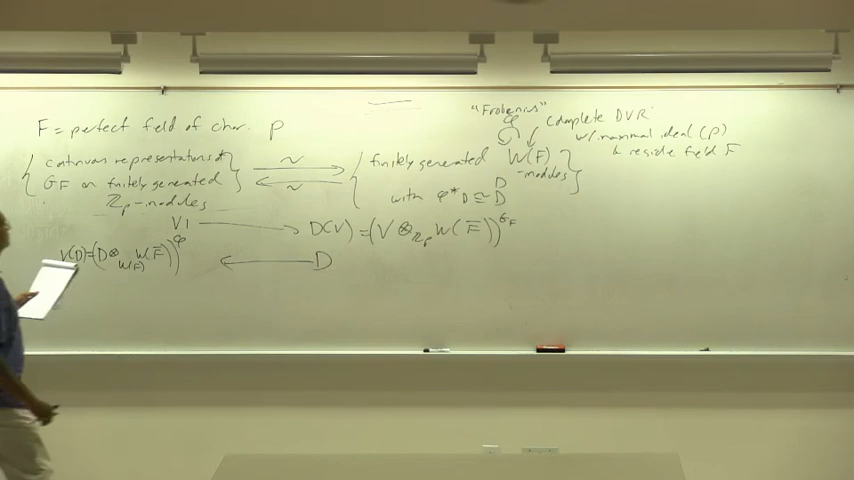 "Frobenius"
φ
complete DVR
F = perfect field of char. p
w/ maximal ideal (p)
& residue field F
{ continuous representations of
G_F on finitely generated
ℤ_p-modules }
∼
∼
{ finitely generated W(F)
-modules D
with φ*D ≅ D }
V ⟼ D(V) = (V ⊗_{ℤ_p} W(F̄))^{G_F}
V(D) = (D ⊗_{W(F)} W(F̄))^φ ⟵ D